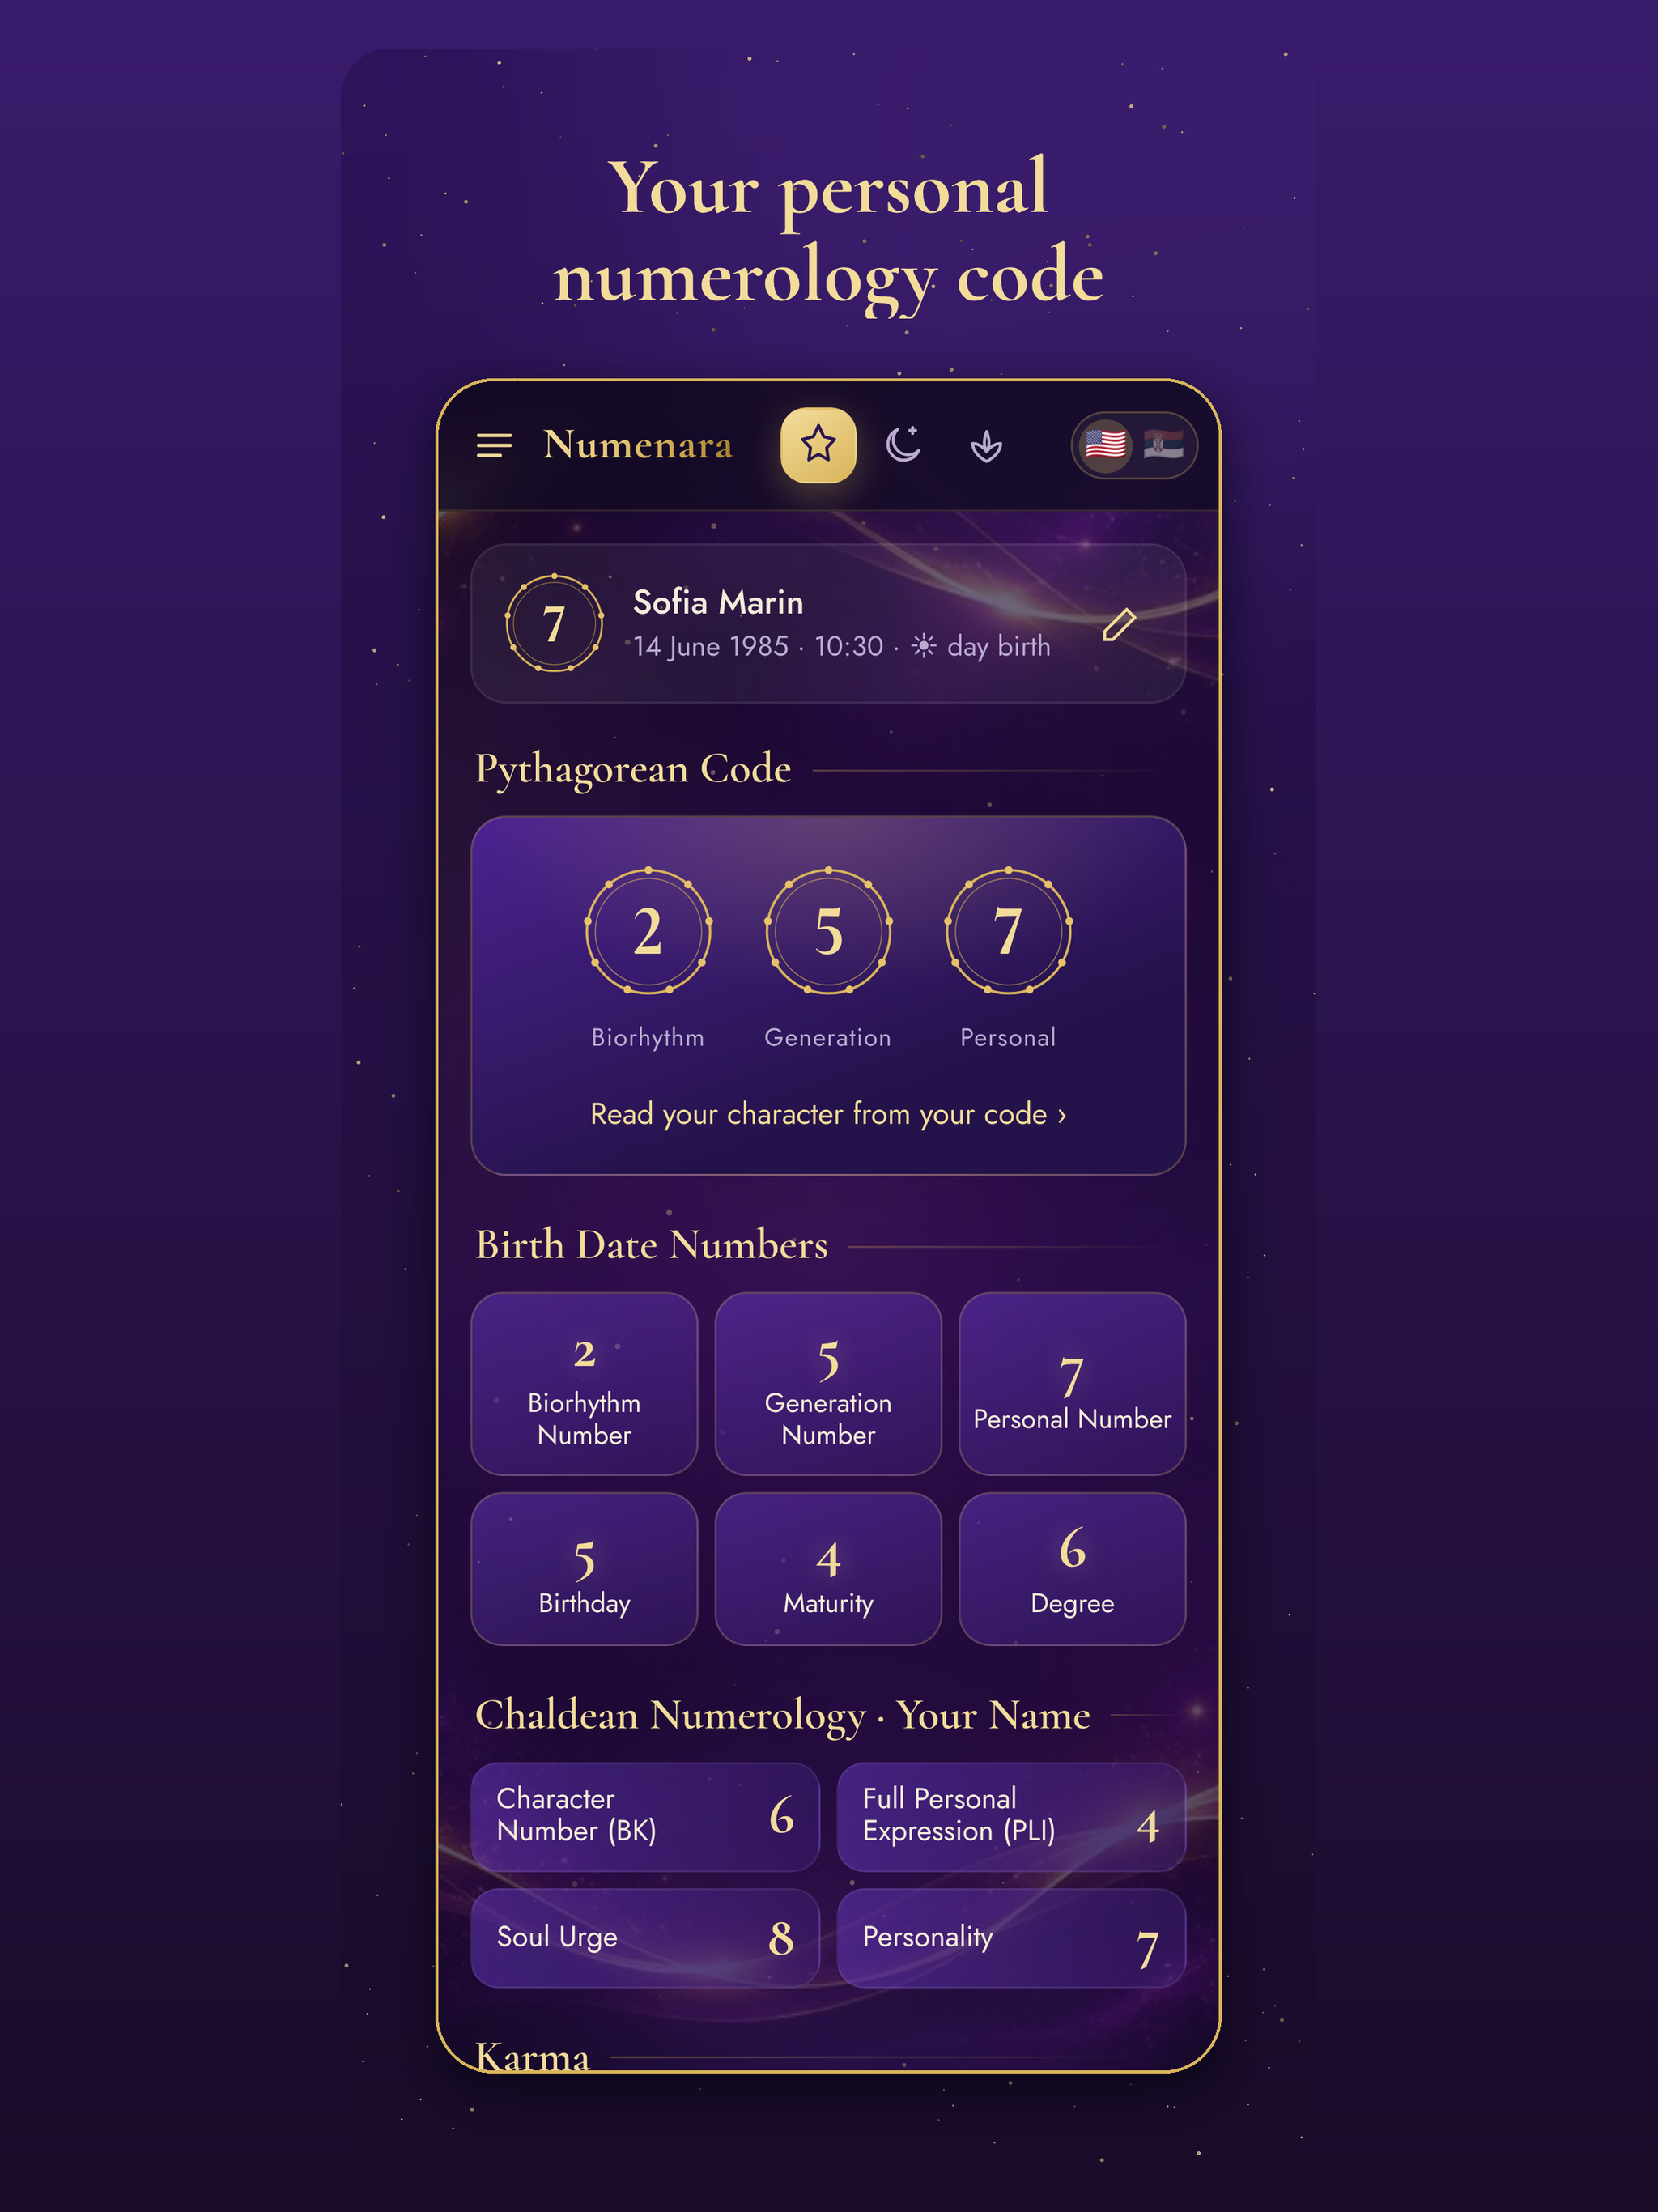 Your personal
numerology code
Numenara
7
Sofia Marin
14 June 1985 · 10:30 · ☀ day birth
Pythagorean Code
2 5 7
Biorhythm Generation Personal
Read your character from your code ›
Birth Date Numbers
2 5 7
Biorhythm Number
Generation Number
Personal Number
5 4 6
Birthday Maturity Degree
Chaldean Numerology · Your Name
Character
Number (BK) 6
Full Personal
Expression (PLI) 4
Soul Urge 8
Personality 7
Karma